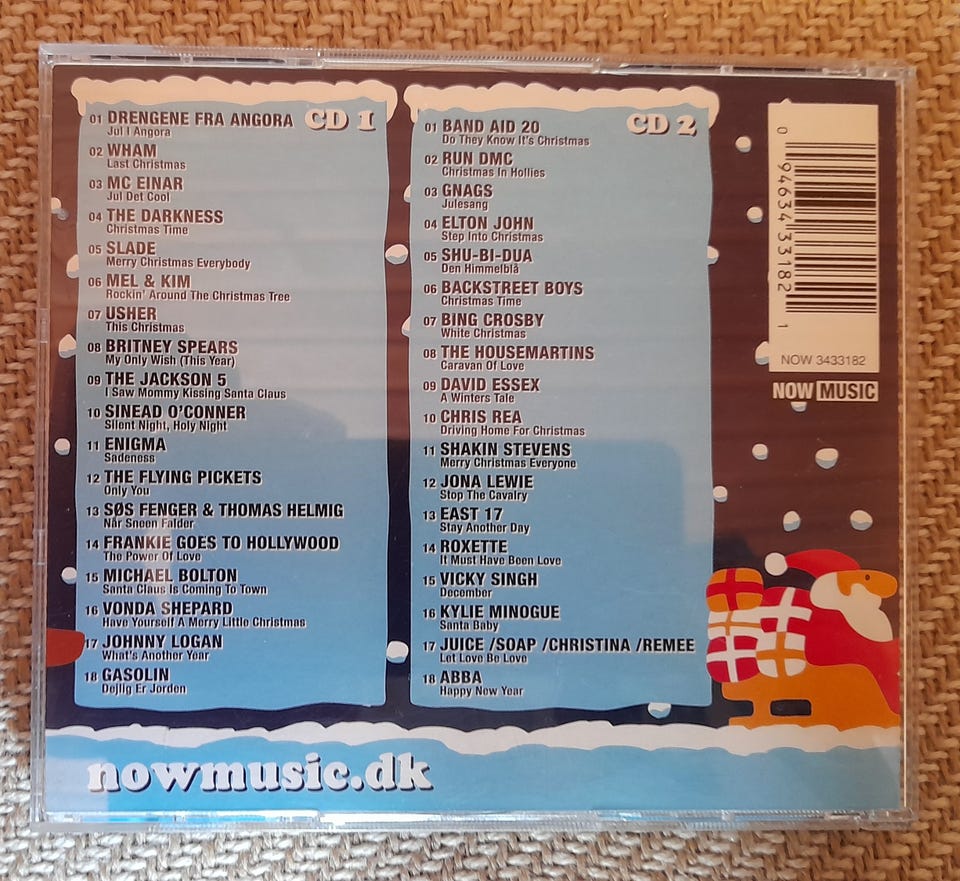 CD 1
01 DRENGENE FRA ANGORA
Jul I Angora
02 WHAM
Last Christmas
03 MC EINAR
Jul Det Cool
04 THE DARKNESS
Christmas Time
05 SLADE
Merry Christmas Everybody
06 MEL & KIM
Rockin' Around The Christmas Tree
07 USHER
This Christmas
08 BRITNEY SPEARS
My Only Wish (This Year)
09 THE JACKSON 5
I Saw Mommy Kissing Santa Claus
10 SINEAD O'CONNER
Silent Night, Holy Night
11 ENIGMA
Sadeness
12 THE FLYING PICKETS
Only You
13 SØS FENGER & THOMAS HELMIG
Når Sneen Falder
14 FRANKIE GOES TO HOLLYWOOD
The Power Of Love
15 MICHAEL BOLTON
Santa Claus Is Coming To Town
16 VONDA SHEPARD
Have Yourself A Merry Little Christmas
17 JOHNNY LOGAN
What's Another Year
18 GASOLIN
Dejlig Er Jorden
CD 2
01 BAND AID 20
Do They Know It's Christmas
02 RUN DMC
Christmas In Hollies
03 GNAGS
Julesang
04 ELTON JOHN
Step Into Christmas
05 SHU-BI-DUA
Den Himmelblå
06 BACKSTREET BOYS
Christmas Time
07 BING CROSBY
White Christmas
08 THE HOUSEMARTINS
Caravan Of Love
09 DAVID ESSEX
A Winters Tale
10 CHRIS REA
Driving Home For Christmas
11 SHAKIN STEVENS
Merry Christmas Everyone
12 JONA LEWIE
Stop The Cavalry
13 EAST 17
Stay Another Day
14 ROXETTE
It Must Have Been Love
15 VICKY SINGH
December
16 KYLIE MINOGUE
Santa Baby
17 JUICE /SOAP /CHRISTINA /REMEE
Let Love Be Love
18 ABBA
Happy New Year
0 94634 33182 1
NOW 3433182
NOW MUSIC
nowmusic.dk